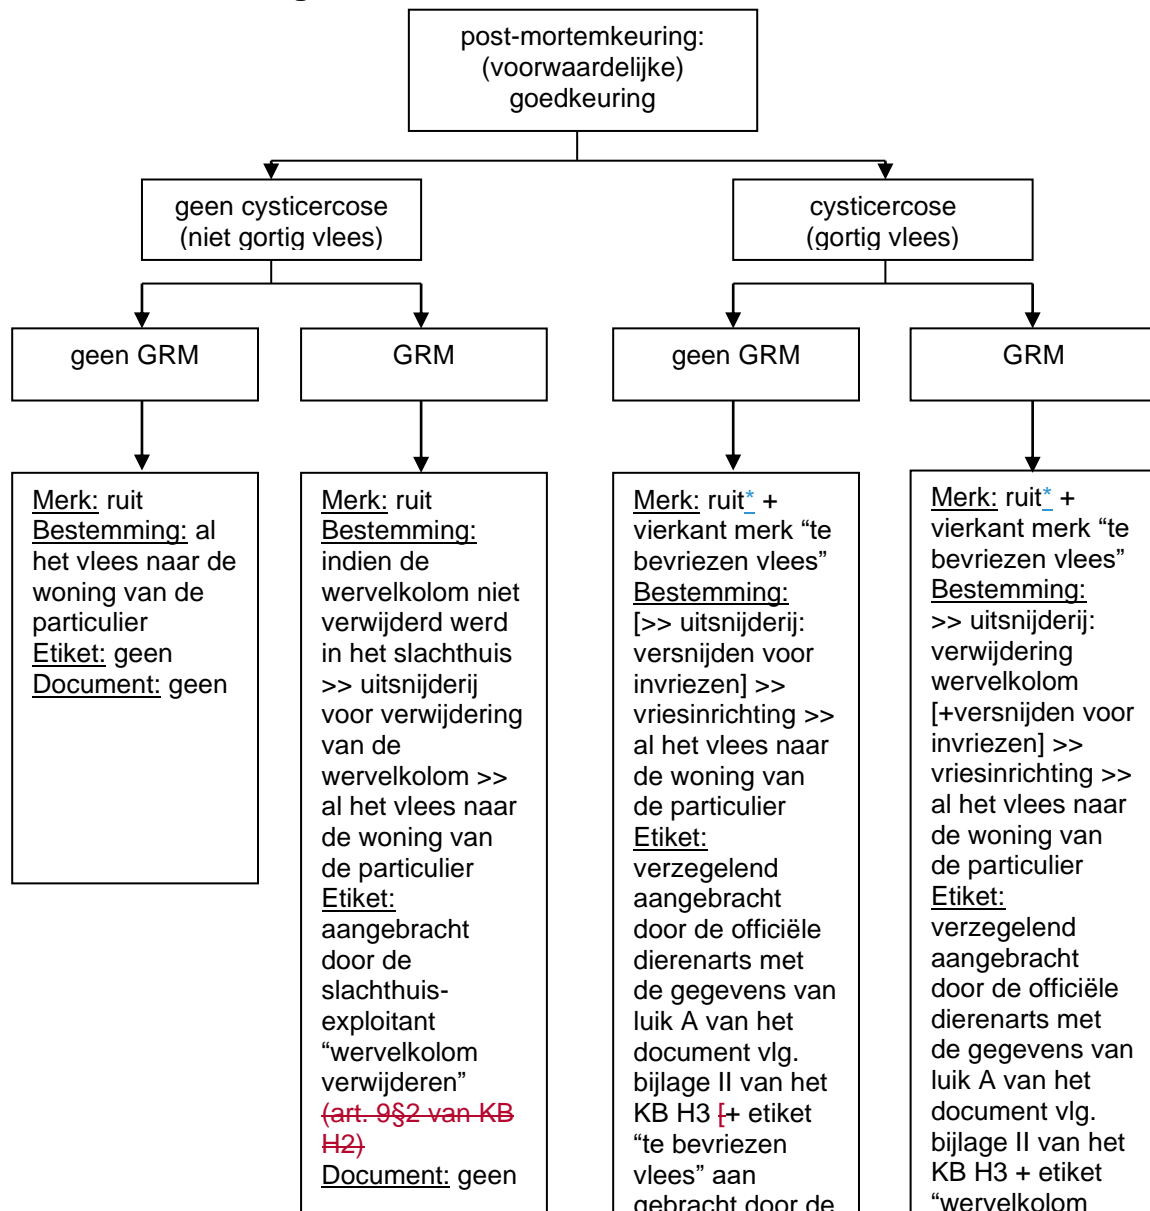 post-mortemkeuring:
(voorwaardelijke)
goedkeuring
geen cysticercose
(niet gortig vlees)
cysticercose
(gortig vlees)
geen GRM
GRM
geen GRM
GRM
Merk: ruit
Bestemming: al
het vlees naar de
woning van de
particulier
Etiket: geen
Document: geen
Merk: ruit
Bestemming:
indien de
wervelkolom niet
verwijderd werd
in het slachthuis
>> uitsnijderij
voor verwijdering
van de
wervelkolom >>
al het vlees naar
de woning van
de particulier
Etiket:
aangebracht
door de
slachthuis-
exploitant
“wervelkolom
verwijderen”
(art. 9§2 van KB
H2)
Document: geen
Merk: ruit* +
vierkant merk “te
bevriezen vlees”
Bestemming:
[>> uitsnijderij:
versnijden voor
invriezen] >>
vriesinrichting >>
al het vlees naar
de woning van
de particulier
Etiket:
verzegelend
aangebracht
door de officiële
dierenarts met
de gegevens van
luik A van het
document vlg.
bijlage II van het
KB H3 [+ etiket
“te bevriezen
vlees” aan
gebracht door de
Merk: ruit* +
vierkant merk “te
bevriezen vlees”
Bestemming:
>> uitsnijderij:
verwijdering
wervelkolom
[+versnijden voor
invriezen] >>
vriesinrichting >>
al het vlees naar
de woning van
de particulier
Etiket:
verzegelend
aangebracht
door de officiële
dierenarts met
de gegevens van
luik A van het
document vlg.
bijlage II van het
KB H3 + etiket
“wervelkolom